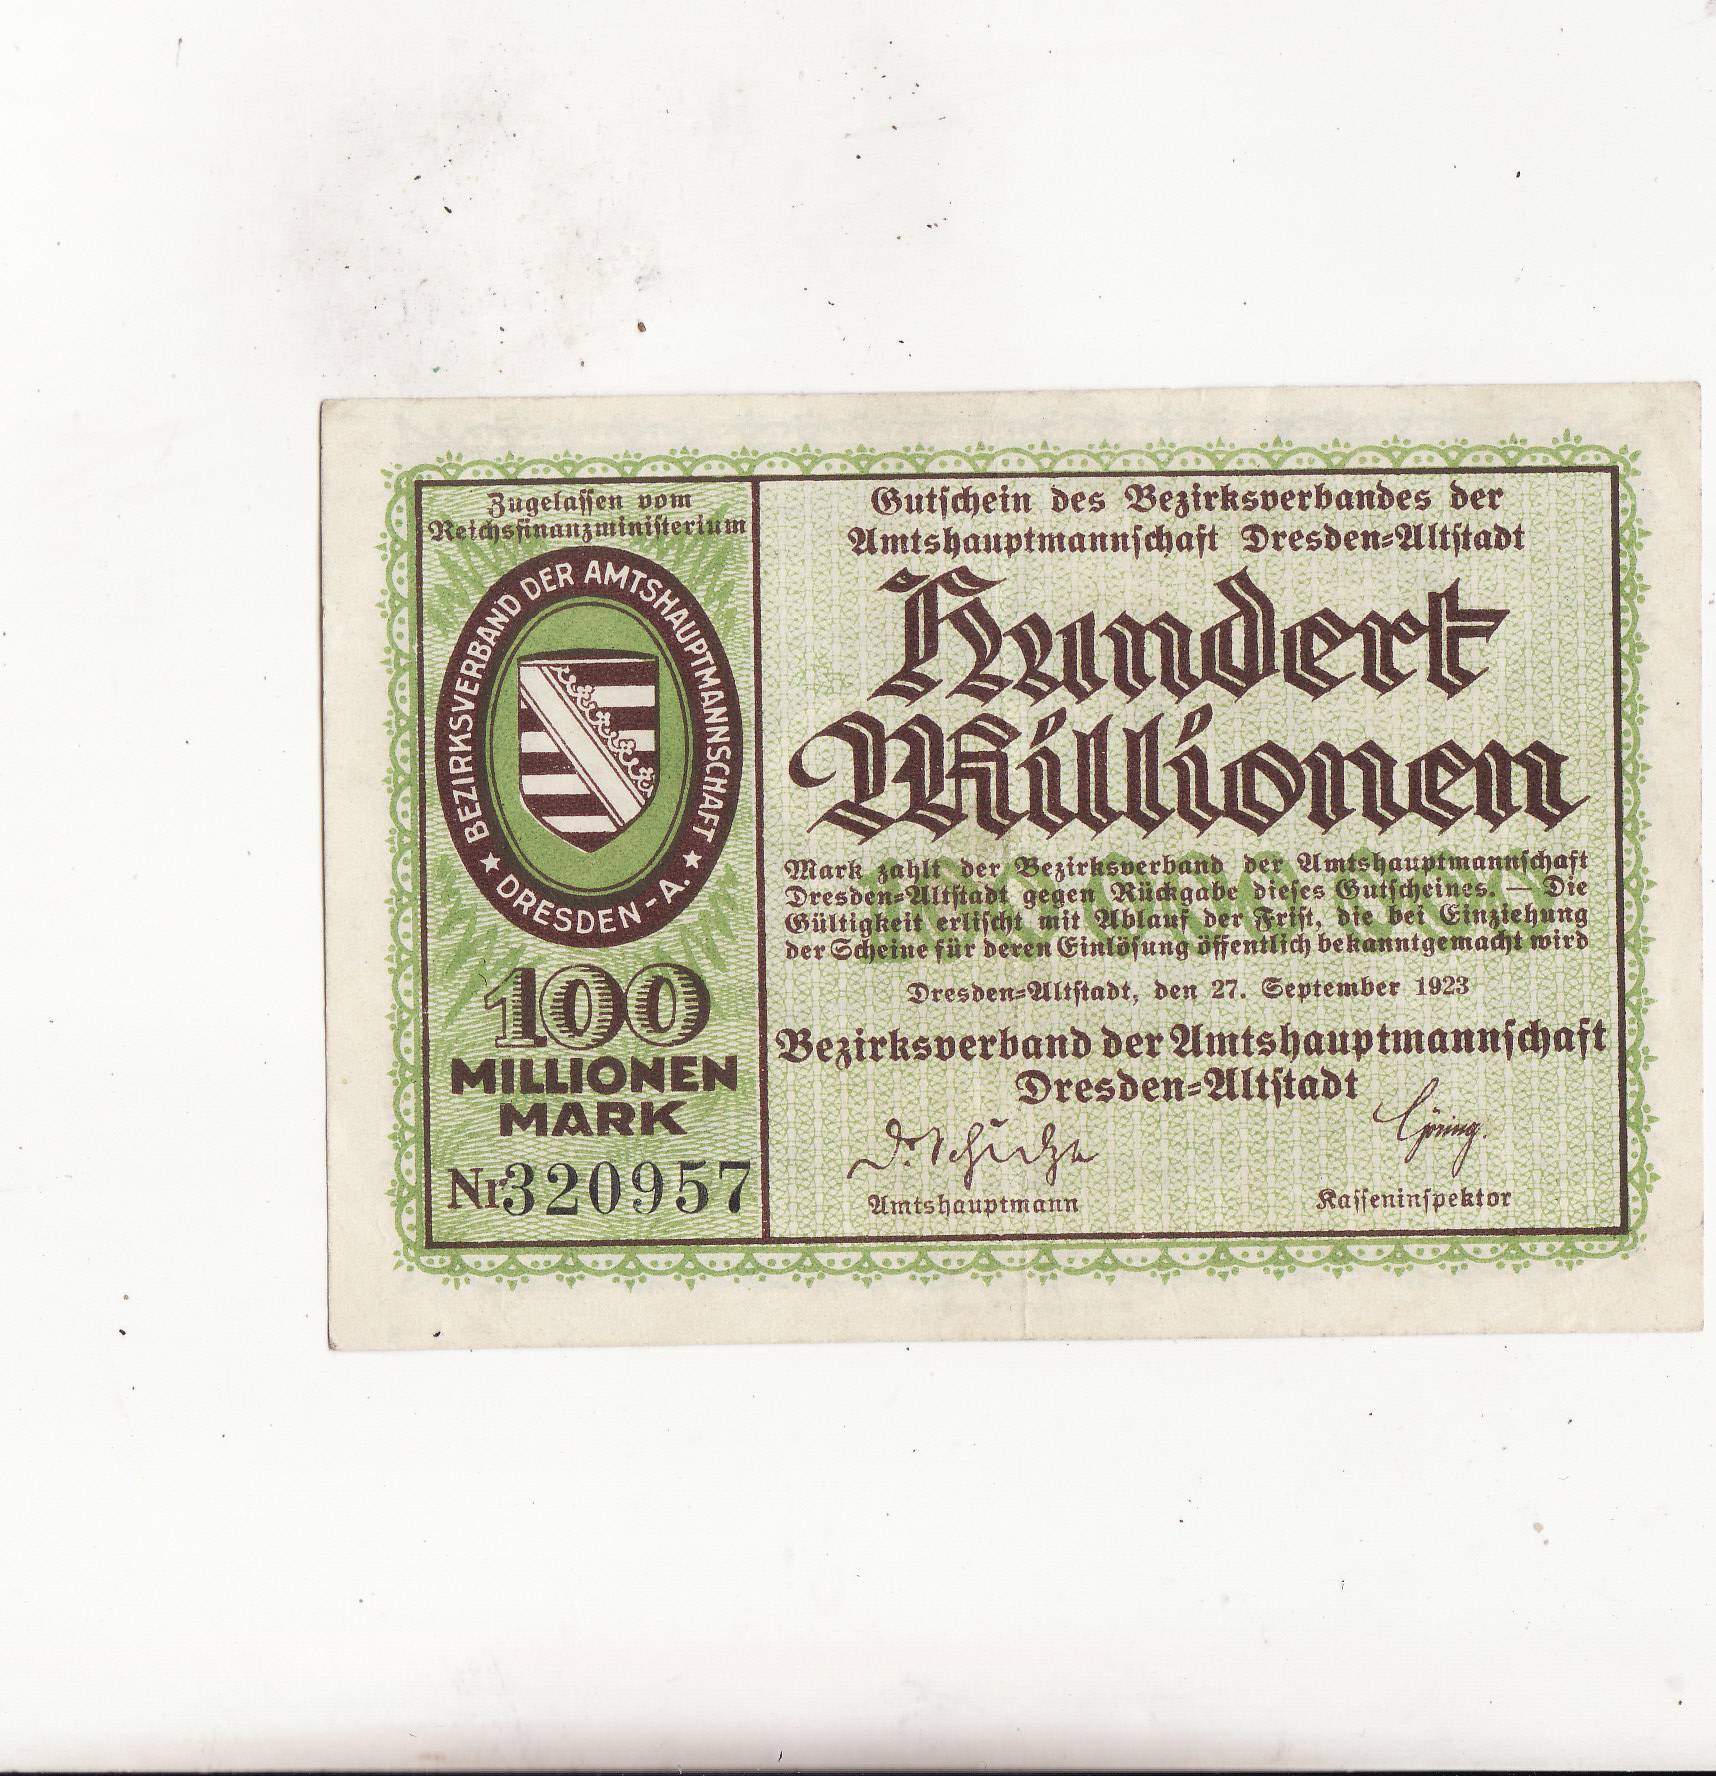 Zugelassen vom
Reichsfinanzministerium
BEZIRKSVERBAND DER AMTSHAUPTMANNSCHAFT
★ DRESDEN-A. ★
100
MILLIONEN
MARK
Nr 320957
Gutschein des Bezirksverbandes der
Amtshauptmannschaft Dresden=Altstadt
Hundert
Millionen
Mark zahlt der Bezirksverband der Amtshauptmannschaft
Dresden=Altstadt gegen Rückgabe dieses Gutscheines. — Die
Gültigkeit erlischt mit Ablauf der Frist, die bei Einziehung
der Scheine für deren Einlösung öffentlich bekanntgemacht wird
Dresden=Altstadt, den 27. September 1923
Bezirksverband der Amtshauptmannschaft
Dresden=Altstadt
Göring.
Amtshauptmann
Kasseninspektor